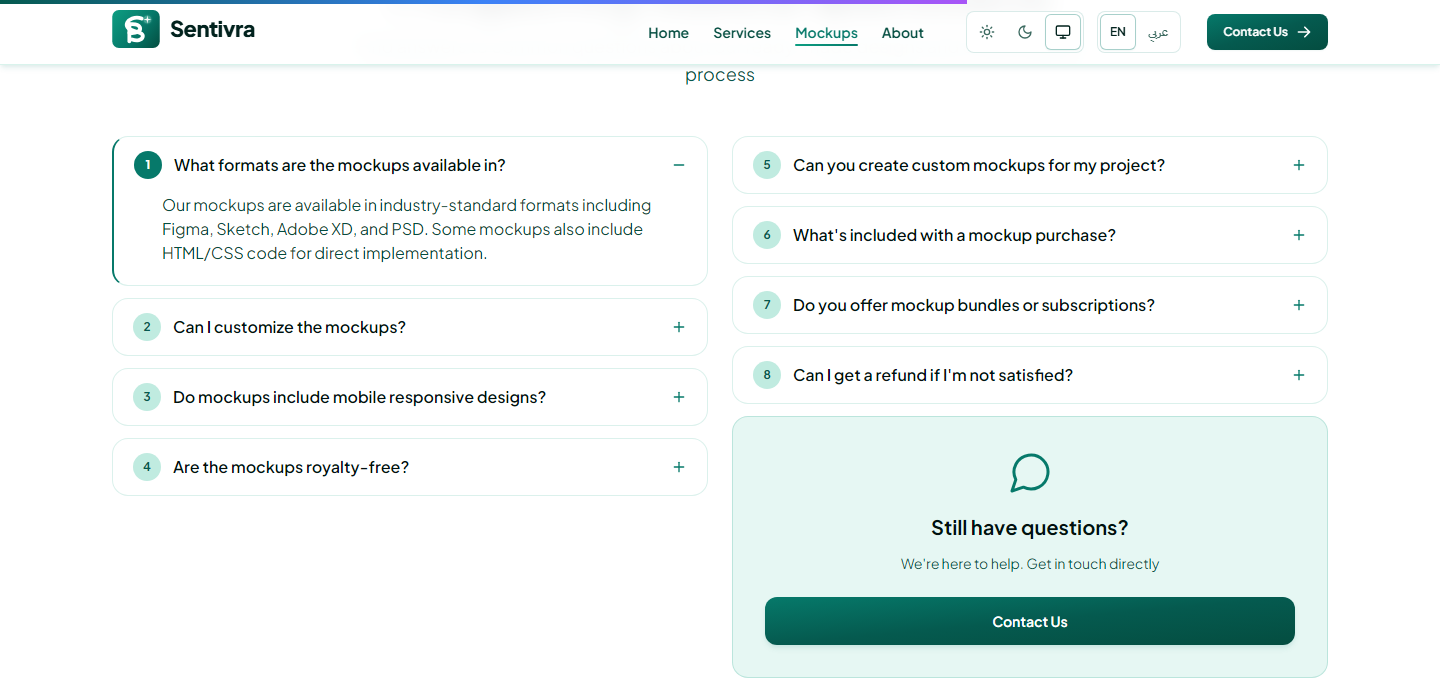 Sentivra
Home
Services
Mockups
About
EN
عربي
Contact Us
process
1
What formats are the mockups available in?
Our mockups are available in industry-standard formats including
Figma, Sketch, Adobe XD, and PSD. Some mockups also include
HTML/CSS code for direct implementation.
2
Can I customize the mockups?
3
Do mockups include mobile responsive designs?
4
Are the mockups royalty-free?
5
Can you create custom mockups for my project?
6
What's included with a mockup purchase?
7
Do you offer mockup bundles or subscriptions?
8
Can I get a refund if I'm not satisfied?
Still have questions?
We're here to help. Get in touch directly
Contact Us